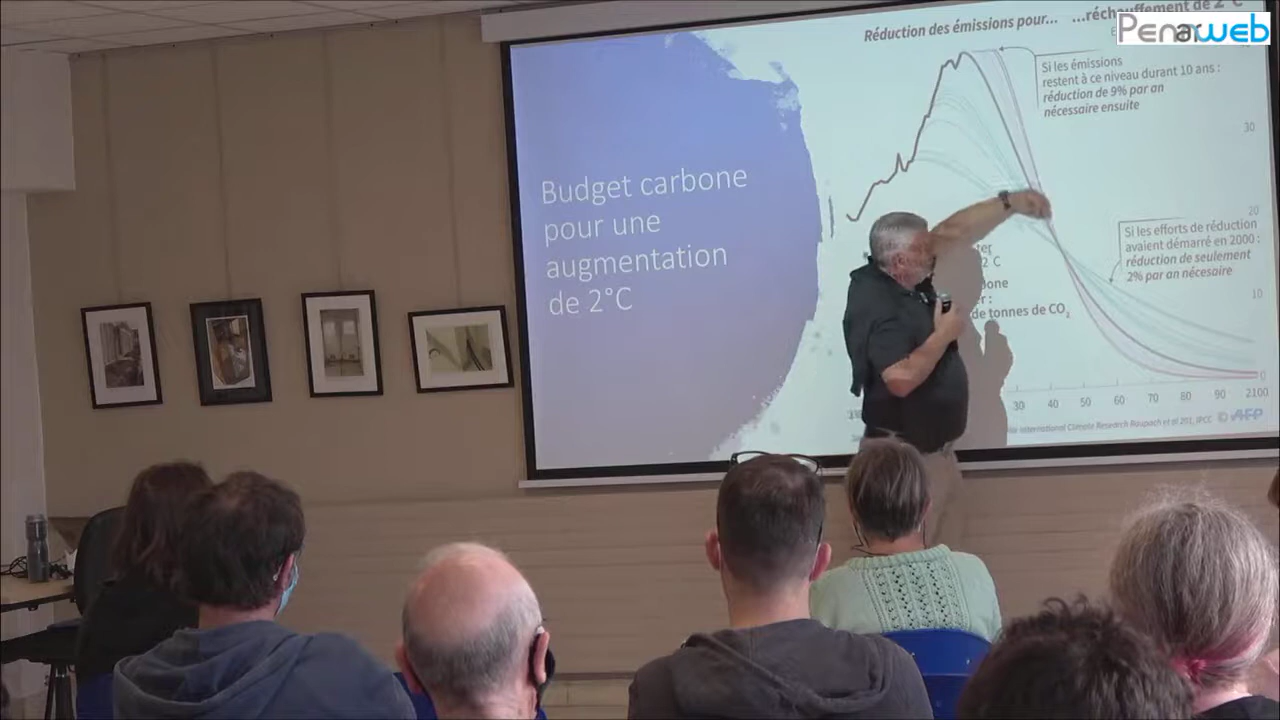 Penarweb
Réduction des émissions pour... ...réchauffement de 2°C
Budget carbone
pour une
augmentation
de 2°C
Si les émissions
restent à ce niveau durant 10 ans :
réduction de 9% par an
nécessaire ensuite
30
20
Si les efforts de réduction
avaient démarré en 2000 :
réduction de seulement
2% par an nécesaire
10
2 C
de tonnes de CO₂
0
30 40 50 60 70 80 90 2100
International Climate Research Raupach et al 201, IPCC © AFP